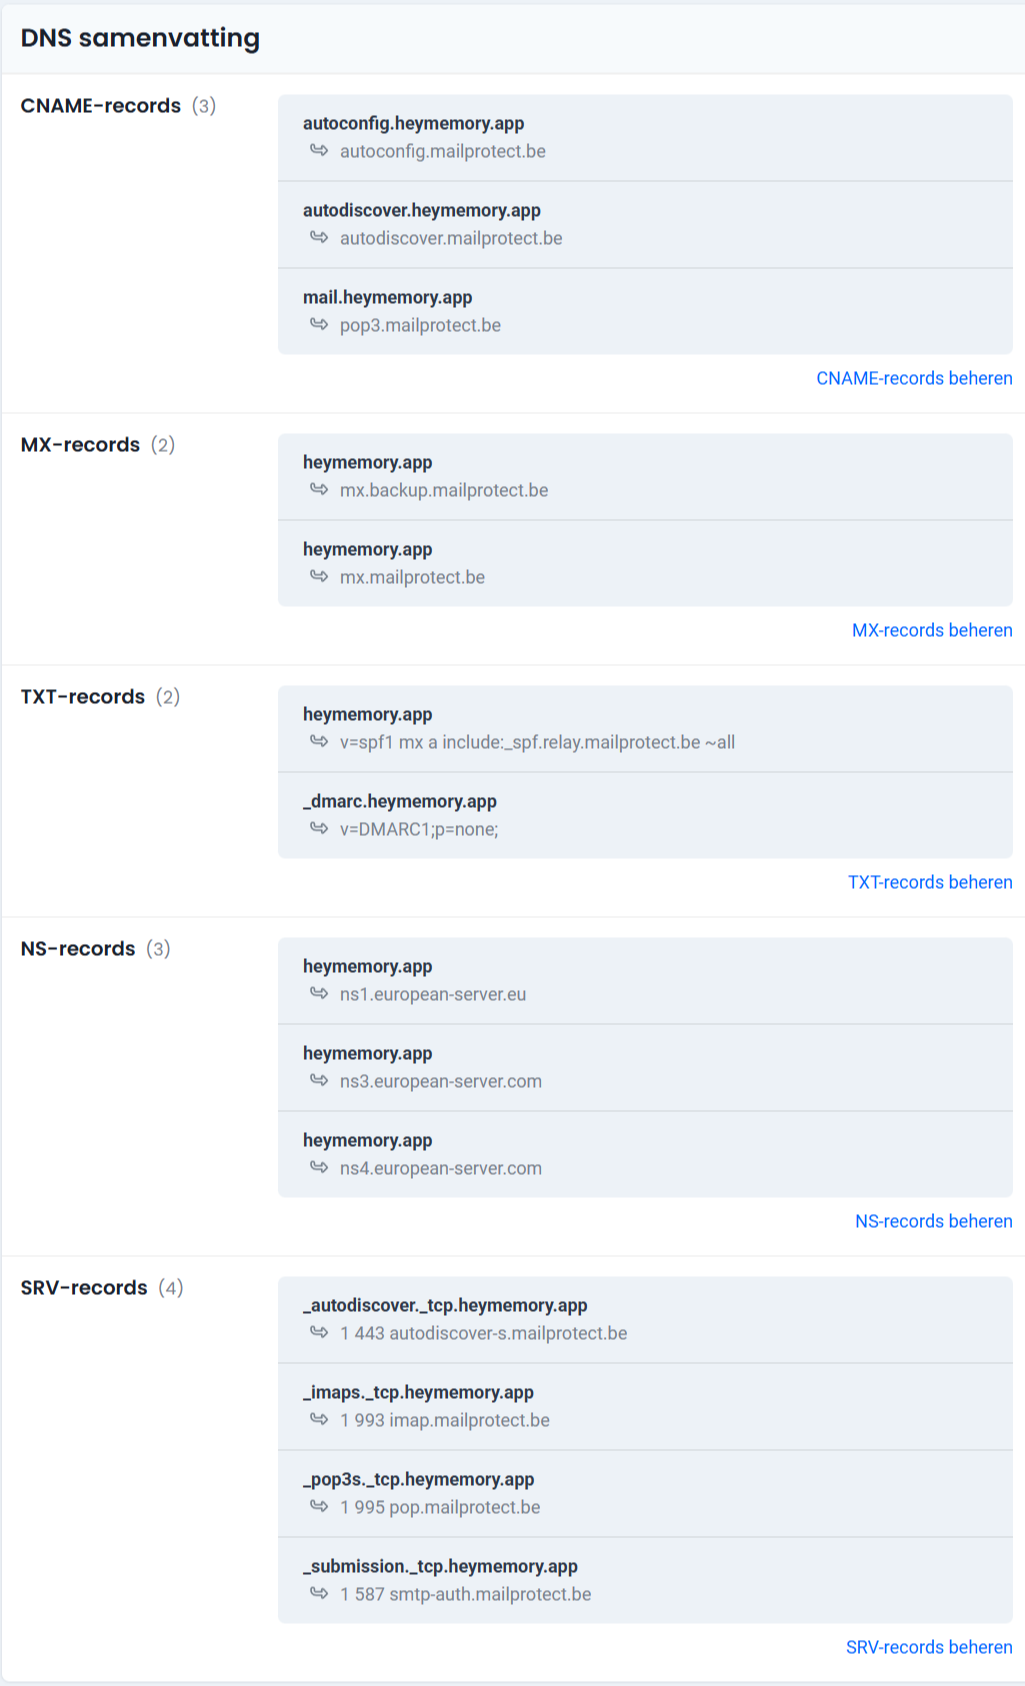 DNS samenvatting
CNAME-records (3)
autoconfig.heymemory.app
autoconfig.mailprotect.be
autodiscover.heymemory.app
autodiscover.mailprotect.be
mail.heymemory.app
pop3.mailprotect.be
CNAME-records beheren
MX-records (2)
heymemory.app
mx.backup.mailprotect.be
heymemory.app
mx.mailprotect.be
MX-records beheren
TXT-records (2)
heymemory.app
v=spf1 mx a include:_spf.relay.mailprotect.be ~all
_dmarc.heymemory.app
v=DMARC1;p=none;
TXT-records beheren
NS-records (3)
heymemory.app
ns1.european-server.eu
heymemory.app
ns3.european-server.com
heymemory.app
ns4.european-server.com
NS-records beheren
SRV-records (4)
_autodiscover._tcp.heymemory.app
1 443 autodiscover-s.mailprotect.be
_imaps._tcp.heymemory.app
1 993 imap.mailprotect.be
_pop3s._tcp.heymemory.app
1 995 pop.mailprotect.be
_submission._tcp.heymemory.app
1 587 smtp-auth.mailprotect.be
SRV-records beheren